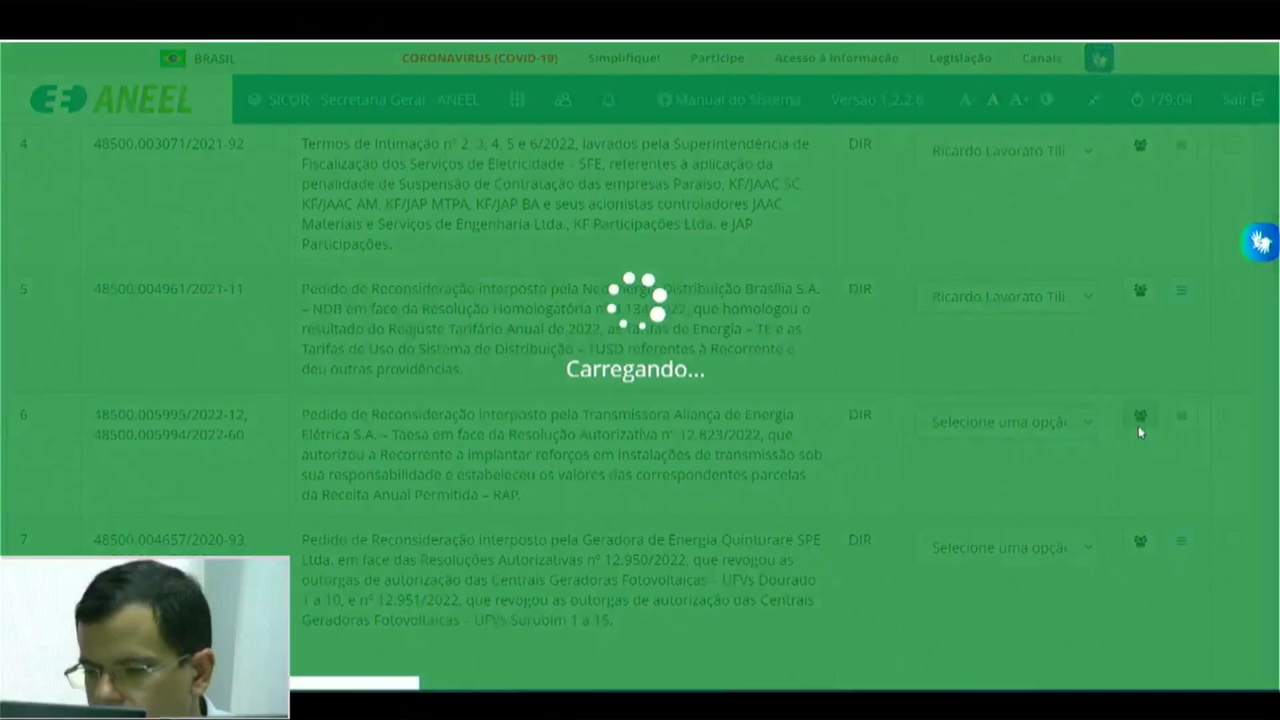 BRASIL
CORONAVÍRUS (COVID-19)
Simplifique!
Participe
Acesso à informação
Legislação
Canais
ANEEL
SICOR - Secretaria Geral - ANEEL
Manual do Sistema
Versão 1.2.2.6
A-
A
A+
179:04
Sair
4
48500.003071/2021-92
Termos de Intimação nº 2, 3, 4, 5 e 6/2022, lavrados pela Superintendência de
Fiscalização dos Serviços de Eletricidade – SFE, referentes à aplicação da
penalidade de Suspensão de Contratação das empresas Paraíso, KF/JAAC SC,
KF/JAAC AM, KF/JAP MTPA, KF/JAP BA e seus acionistas controladores JAAC
Materiais e Serviços de Engenharia Ltda., KF Participações Ltda. e JAP
Participações.
DIR
Ricardo Lavorato Tili
5
48500.004961/2021-11
Pedido de Reconsideração interposto pela Distribuição Brasília S.A.
– NDB em face da Resolução Homologatória que homologou o
resultado do Reajuste Tarifário Anual de 2022, as Tarifas de Energia – TE e as
Tarifas de Uso do Sistema de Distribuição – TUSD referentes à Recorrente e
deu outras providências.
DIR
Ricardo Lavorato Tili
Carregando...
6
48500.005995/2022-12,
48500.005994/2022-60
Pedido de Reconsideração interposto pela Transmissora Aliança de Energia
Elétrica S.A. – Taesa em face da Resolução Autorizativa nº 12.823/2022, que
autorizou a Recorrente a implantar reforços em instalações de transmissão sob
sua responsabilidade e estabeleceu os valores das correspondentes parcelas
da Receita Anual Permitida – RAP.
DIR
Selecione uma opçã
7
48500.004657/2020-93,
Pedido de Reconsideração interposto pela Geradora de Energia Quinturaré SPE
Ltda. em face das Resoluções Autorizativas nº 12.950/2022, que revogou as
outorgas de autorização das Centrais Geradoras Fotovoltaicas – UFVs Dourado
1 a 10, e nº 12.951/2022, que revogou as outorgas de autorização das Centrais
Geradoras Fotovoltaicas – UFVs Surubim 1 a 15.
DIR
Selecione uma opçã